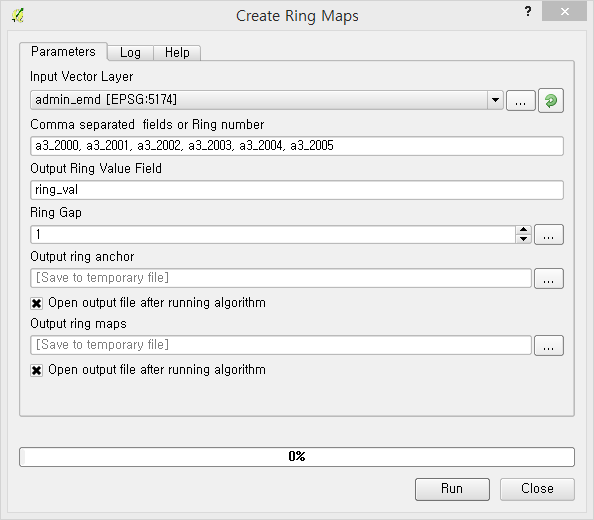 Create Ring Maps
?
Parameters Log Help
Input Vector Layer
admin_emd [EPSG:5174] ...
Comma separated  fields or Ring number
a3_2000, a3_2001, a3_2002, a3_2003, a3_2004, a3_2005
Output Ring Value Field
ring_val
Ring Gap
1 ...
Output ring anchor
[Save to temporary file] ...
Open output file after running algorithm
Output ring maps
[Save to temporary file] ...
Open output file after running algorithm
0%
Run Close